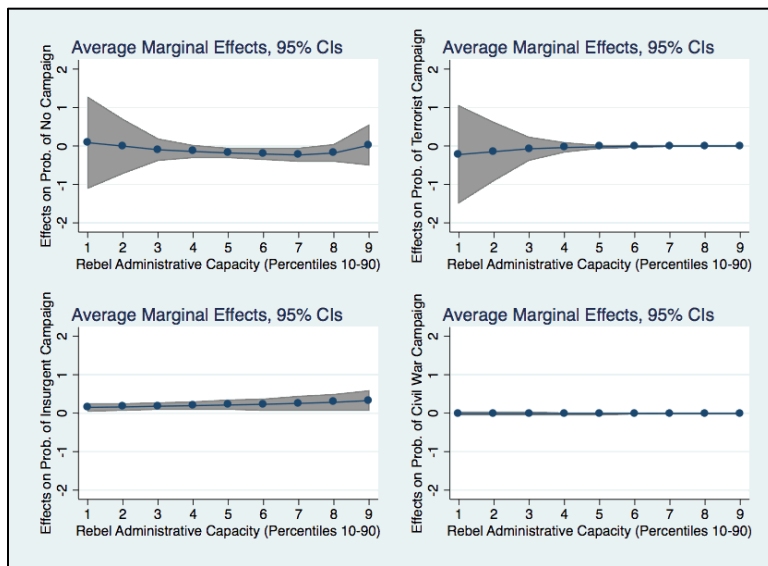 Average Marginal Effects, 95% CIs
Effects on Prob. of No Campaign
2
1
0
-1
-2
1 2 3 4 5 6 7 8 9
Rebel Administrative Capacity (Percentiles 10-90)
Average Marginal Effects, 95% CIs
Effects on Prob. of Terrorist Campaign
2
1
0
-1
-2
1 2 3 4 5 6 7 8 9
Rebel Administrative Capacity (Percentiles 10-90)
Average Marginal Effects, 95% CIs
Effects on Prob. of Insurgent Campaign
2
1
0
-1
-2
1 2 3 4 5 6 7 8 9
Rebel Administrative Capacity (Percentiles 10-90)
Average Marginal Effects, 95% CIs
Effects on Prob. of Civil War Campaign
2
1
0
-1
-2
1 2 3 4 5 6 7 8 9
Rebel Administrative Capacity (Percentiles 10-90)